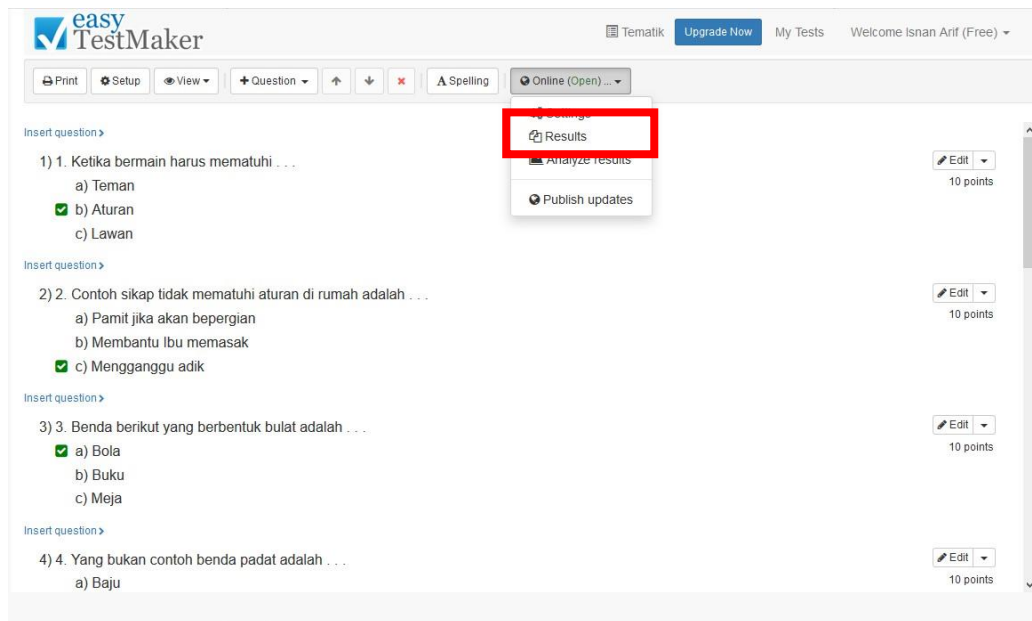 easy
TestMaker
Tematik Upgrade Now My Tests Welcome Isnan Arif (Free)
Print Setup View + Question A Spelling Online (Open) ...
Settings
Results
Analyze results
Publish updates
Insert question
1) 1. Ketika bermain harus mematuhi . . .
Edit
a) Teman
10 points
b) Aturan
c) Lawan
Insert question
2) 2. Contoh sikap tidak mematuhi aturan di rumah adalah . . .
Edit
a) Pamit jika akan bepergian
10 points
b) Membantu Ibu memasak
c) Mengganggu adik
Insert question
3) 3. Benda berikut yang berbentuk bulat adalah . . .
Edit
a) Bola
10 points
b) Buku
c) Meja
Insert question
4) 4. Yang bukan contoh benda padat adalah . . .
Edit
a) Baju
10 points